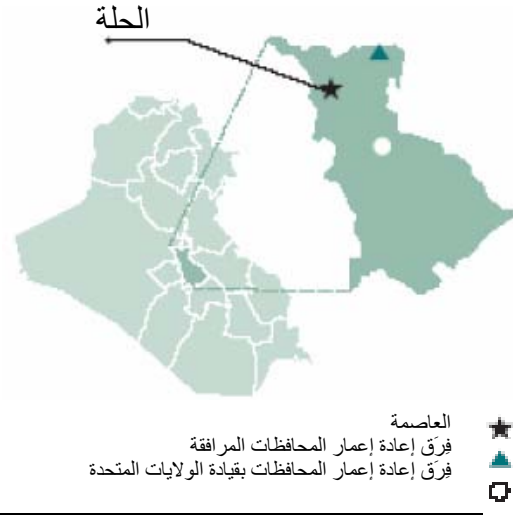 الحلة
العاصمة
فِرَق إعادة إعمار المحافظات المرافقة
فِرَق إعادة إعمار المحافظات بقيادة الولايات المتحدة